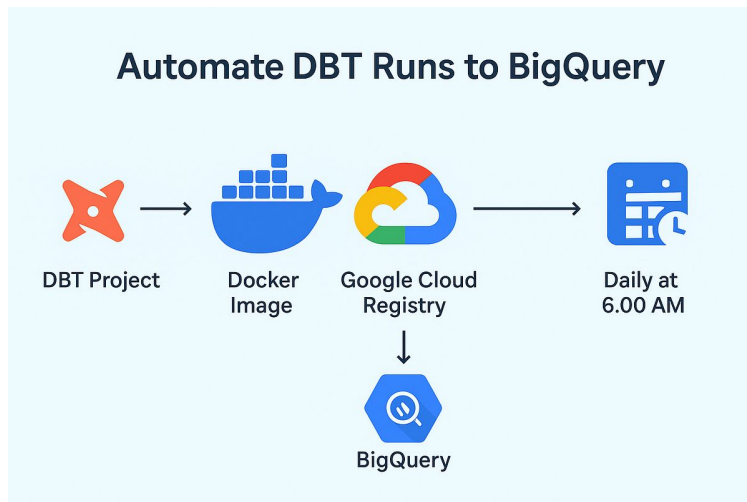 Automate DBT Runs to BigQuery
DBT Project
Docker
Image
Google Cloud
Registry
Daily at
6.00 AM
BigQuery